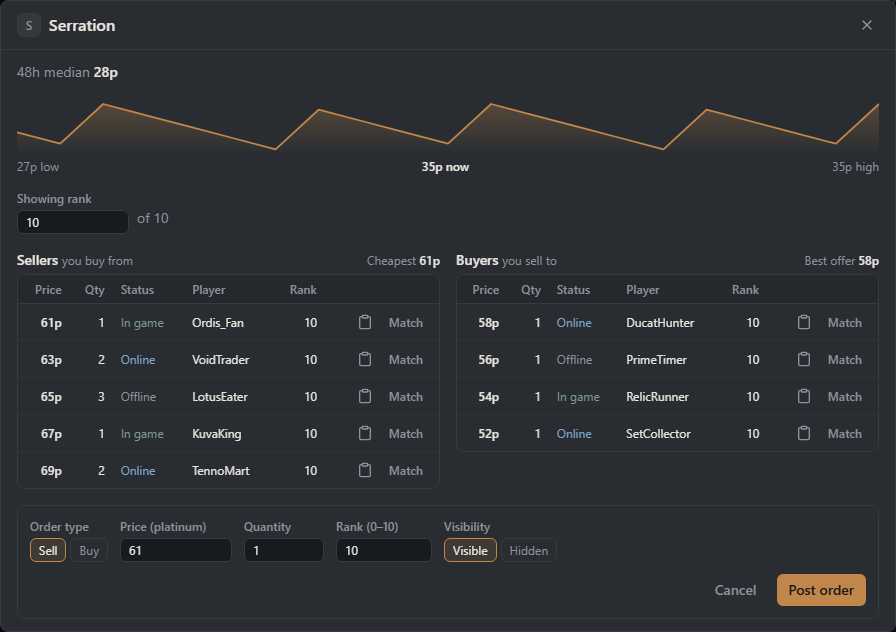 S Serration
48h median 28p
27p low 35p now 35p high
Showing rank
10 of 10
Sellers you buy from Cheapest 61p
Price Qty Status Player Rank
61p 1 In game Ordis_Fan 10 Match
63p 2 Online VoidTrader 10 Match
65p 3 Offline LotusEater 10 Match
67p 1 In game KuvaKing 10 Match
69p 2 Online TennoMart 10 Match
Buyers you sell to Best offer 58p
Price Qty Status Player Rank
58p 1 Online DucatHunter 10 Match
56p 1 Offline PrimeTimer 10 Match
54p 1 In game RelicRunner 10 Match
52p 1 Online SetCollector 10 Match
Order type Price (platinum) Quantity Rank (0–10) Visibility
Sell Buy 61 1 10 Visible Hidden
Cancel Post order